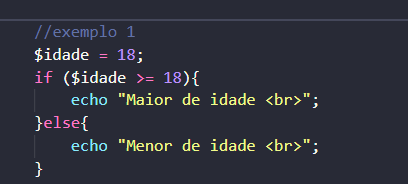 //exemplo 1
$idade = 18;
if ($idade >= 18){
    echo "Maior de idade <br>";
}else{
    echo "Menor de idade <br>";
}